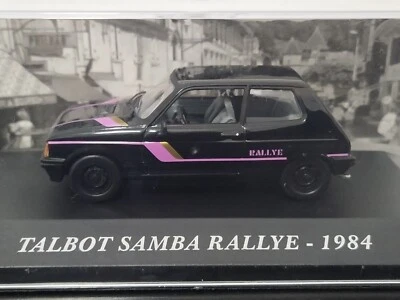 RALLYE
TALBOT SAMBA RALLYE - 1984